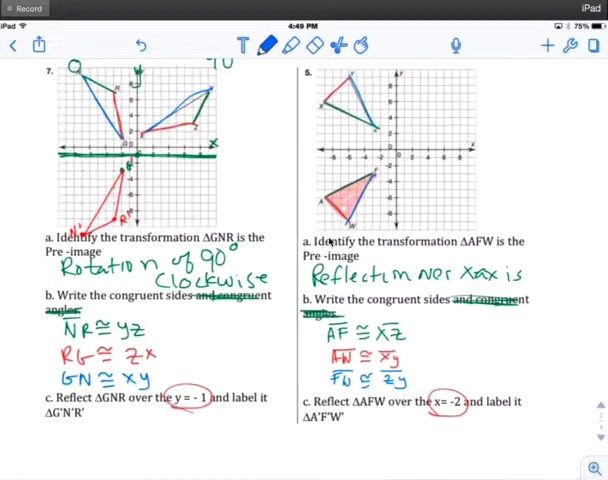 Record
iPad
iPad
4:49 PM
75%
T
7.
90
y
x
R
G'
N'
R'
a. Identify the transformation ΔGNR is the
Pre -image
Rotation of 90°
Clockwise
b. Write the congruent sides and congruent
angles
NR ≅ YZ
RG ≅ ZX
GN ≅ XY
c. Reflect ΔGNR over the y = - 1 and label it
ΔG'N'R'
5.
a. Identify the transformation ΔAFW is the
Pre -image
Reflection over X axis
b. Write the congruent sides and congruent
angles
AF ≅ XZ
AW ≅ XY
FW ≅ ZY
c. Reflect ΔAFW over the x= -2 and label it
ΔA'F'W'